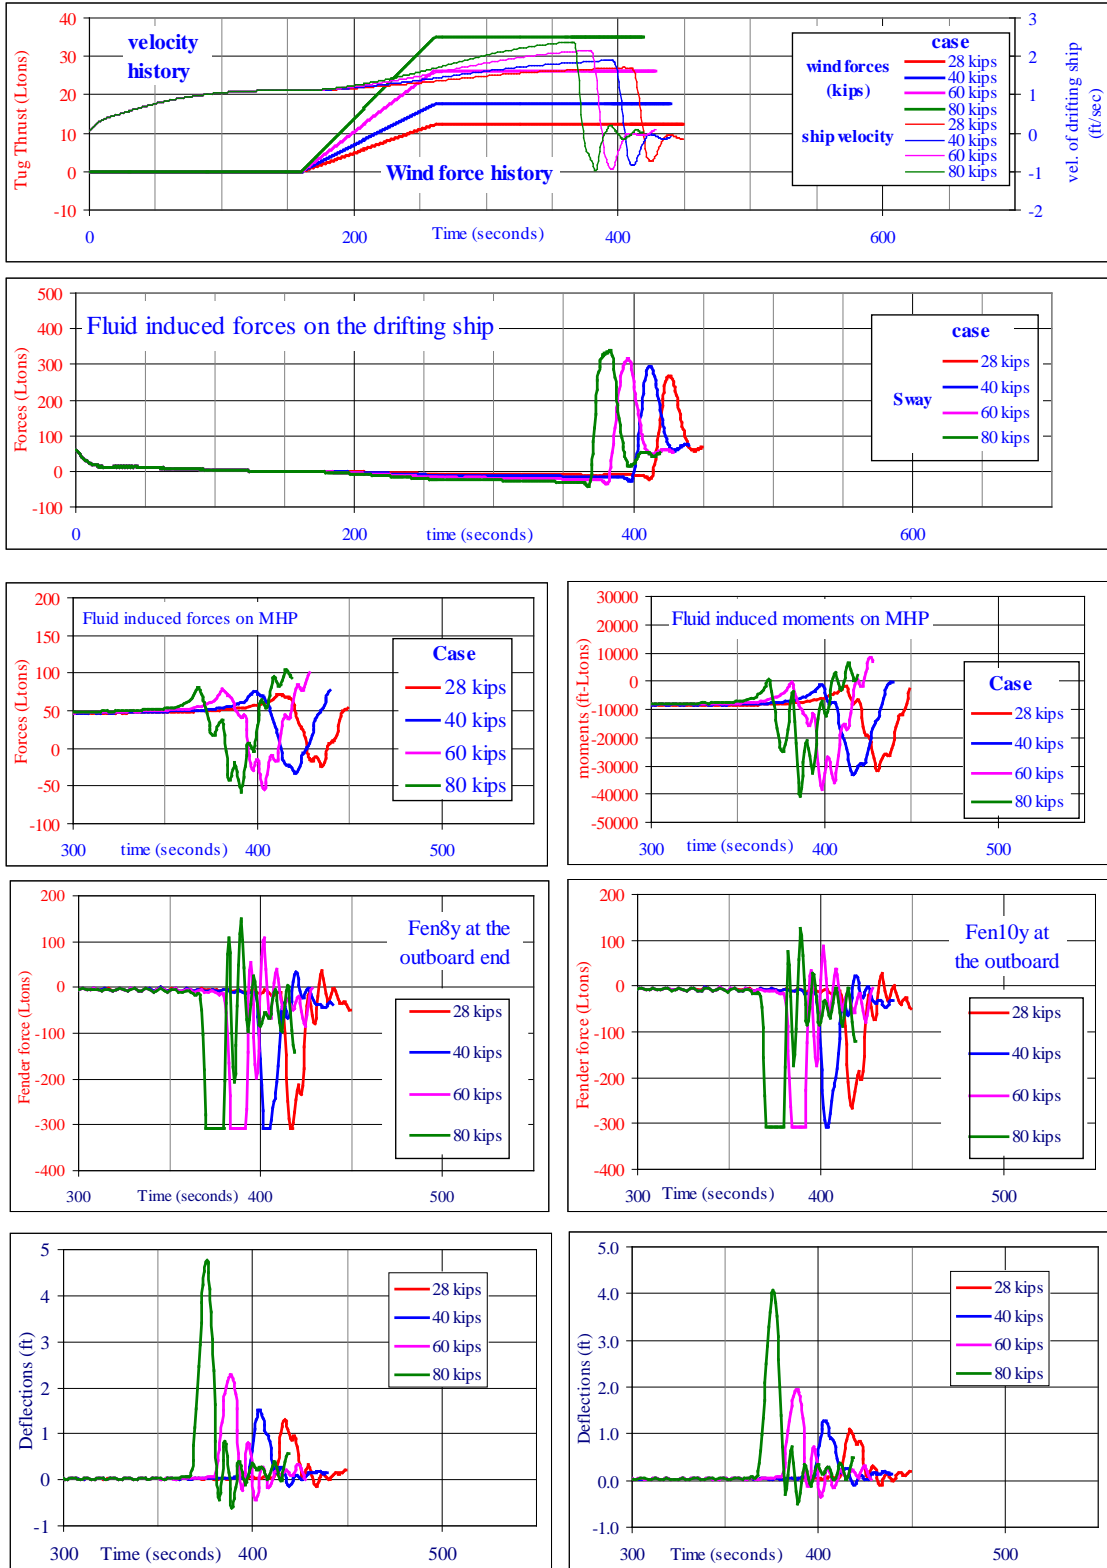 velocity
history
Wind force history
Tug Thrust (Ltons)
40
30
20
10
0
-10
0
200
Time (seconds)
400
600
3
2
1
0
-1
-2
vel. of drifting ship
(ft/sec)
case
wind forces
(kips)
28 kips
40 kips
60 kips
80 kips
ship velocity
28 kips
40 kips
60 kips
80 kips
Fluid induced forces on the drifting ship
Forces (Ltons)
500
400
300
200
100
0
-100
0
200
time (seconds)
400
600
case
Sway
28 kips
40 kips
60 kips
80 kips
Fluid induced forces on MHP
Forces (Ltons)
200
150
100
50
0
-50
-100
300
time (seconds)
400
500
Case
28 kips
40 kips
60 kips
80 kips
Fluid induced moments on MHP
moments (ft-Ltons)
30000
20000
10000
0
-10000
-20000
-30000
-40000
-50000
300
time (seconds)
400
500
Case
28 kips
40 kips
60 kips
80 kips
Fen8y at the
outboard end
Fender force (Ltons)
200
100
0
-100
-200
-300
-400
300
Time (seconds)
400
500
28 kips
40 kips
60 kips
80 kips
Fen10y at
the outboard
Fender force (Ltons)
200
100
0
-100
-200
-300
-400
300
Time (seconds)
400
500
28 kips
40 kips
60 kips
80 kips
Deflections (ft)
5
4
3
2
1
0
-1
300
Time (seconds)
400
500
28 kips
40 kips
60 kips
80 kips
Deflections (ft)
5.0
4.0
3.0
2.0
1.0
0.0
-1.0
300
Time (seconds)
400
500
28 kips
40 kips
60 kips
80 kips